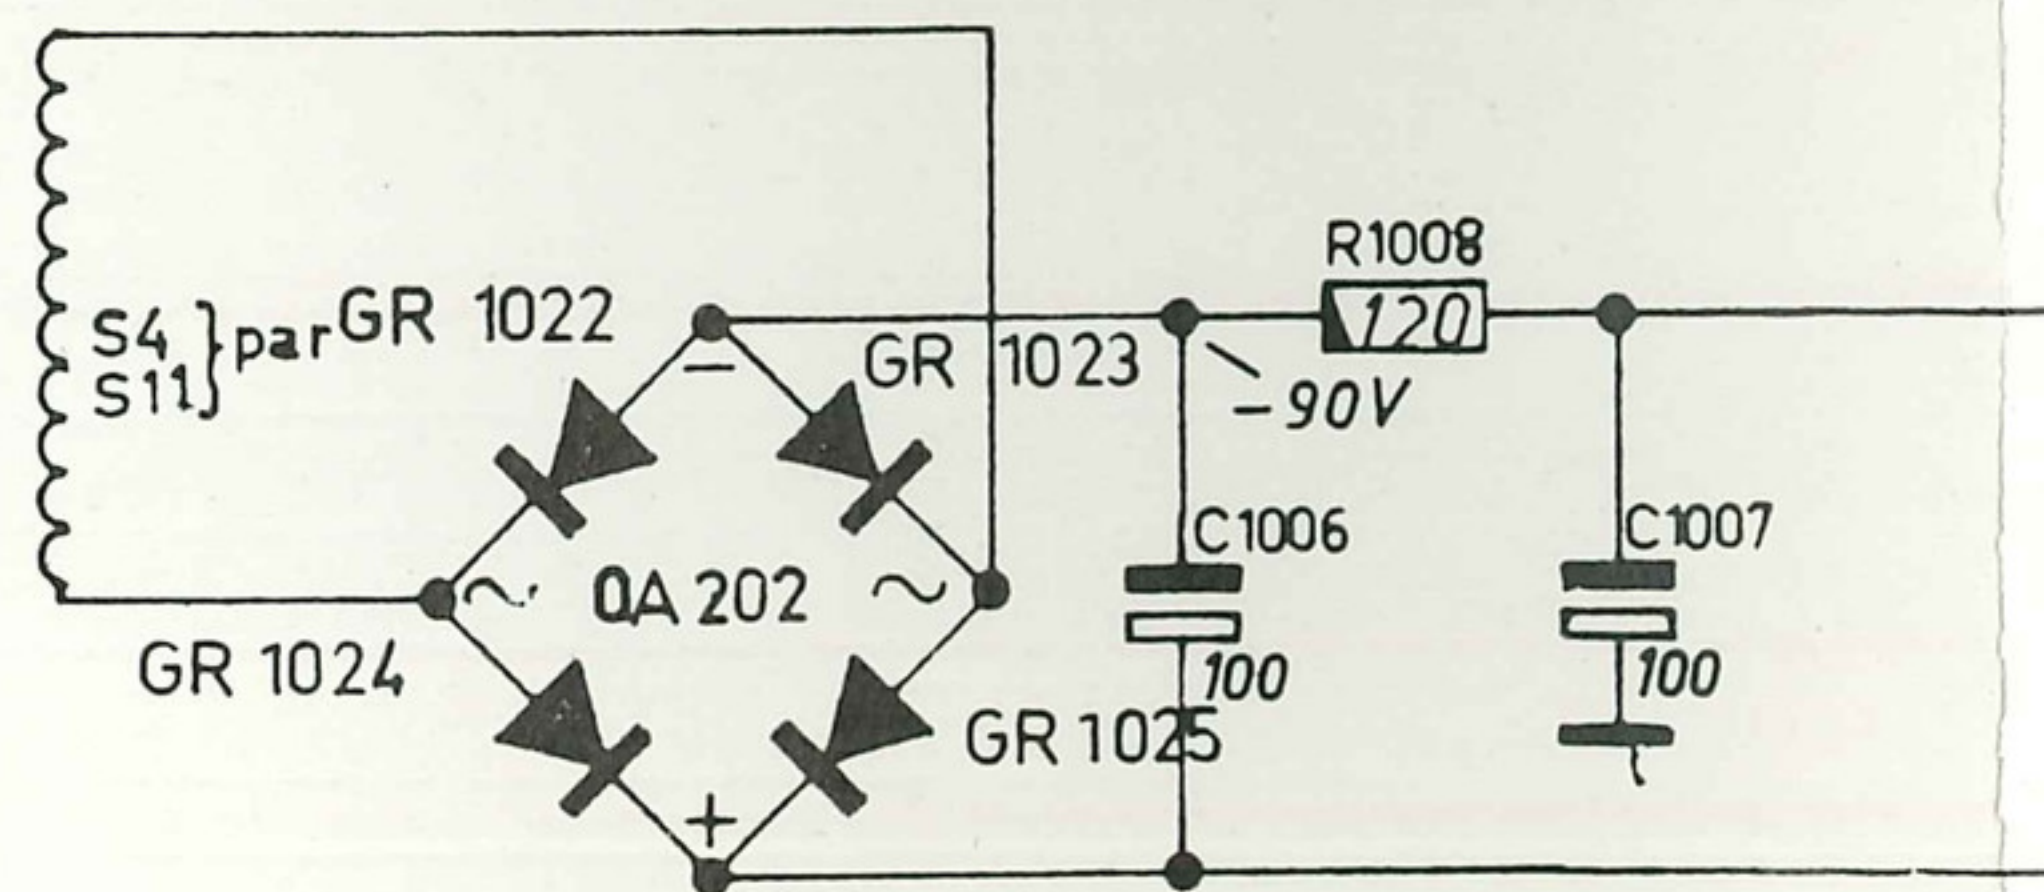 R1008
120
S4 } par
S11
GR 1022
GR 1023
−
−90V
C1006
C1007
~ OA 202 ~
GR 1024
100
100
GR 1025
+